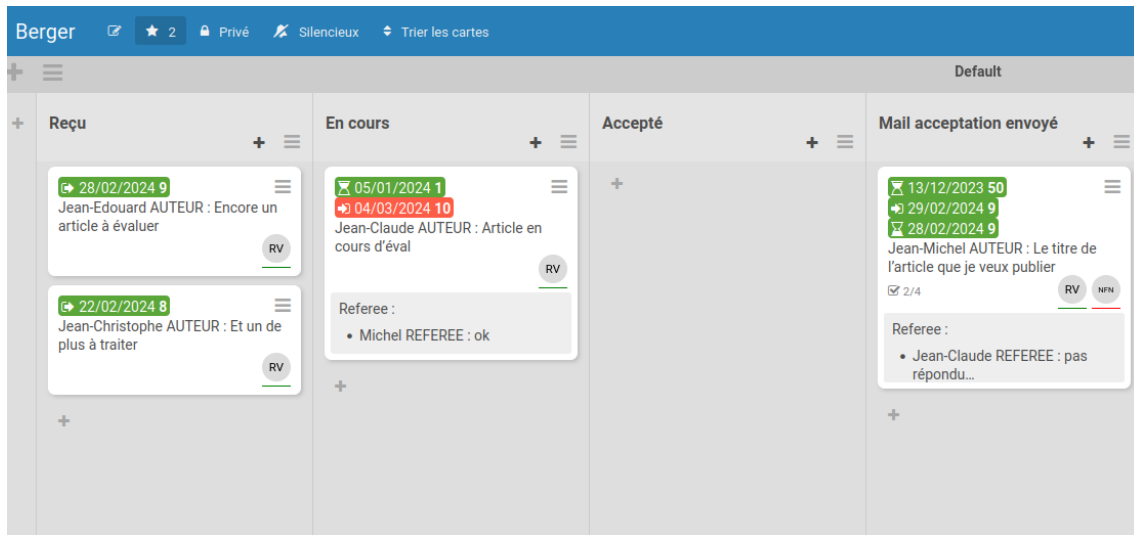 Berger 2 Privé Silencieux Trier les cartes
Default
Reçu
28/02/2024 9
Jean-Edouard AUTEUR : Encore un
article à évaluer
RV
22/02/2024 8
Jean-Christophe AUTEUR : Et un de
plus à traiter
RV
En cours
05/01/2024 1
04/03/2024 10
Jean-Claude AUTEUR : Article en
cours d’éval
RV
Referee :
• Michel REFEREE : ok
Accepté
Mail acceptation envoyé
13/12/2023 50
29/02/2024 9
28/02/2024 9
Jean-Michel AUTEUR : Le titre de
l’article que je veux publier
2/4 RV NFN
Referee :
• Jean-Claude REFEREE : pas
répondu…